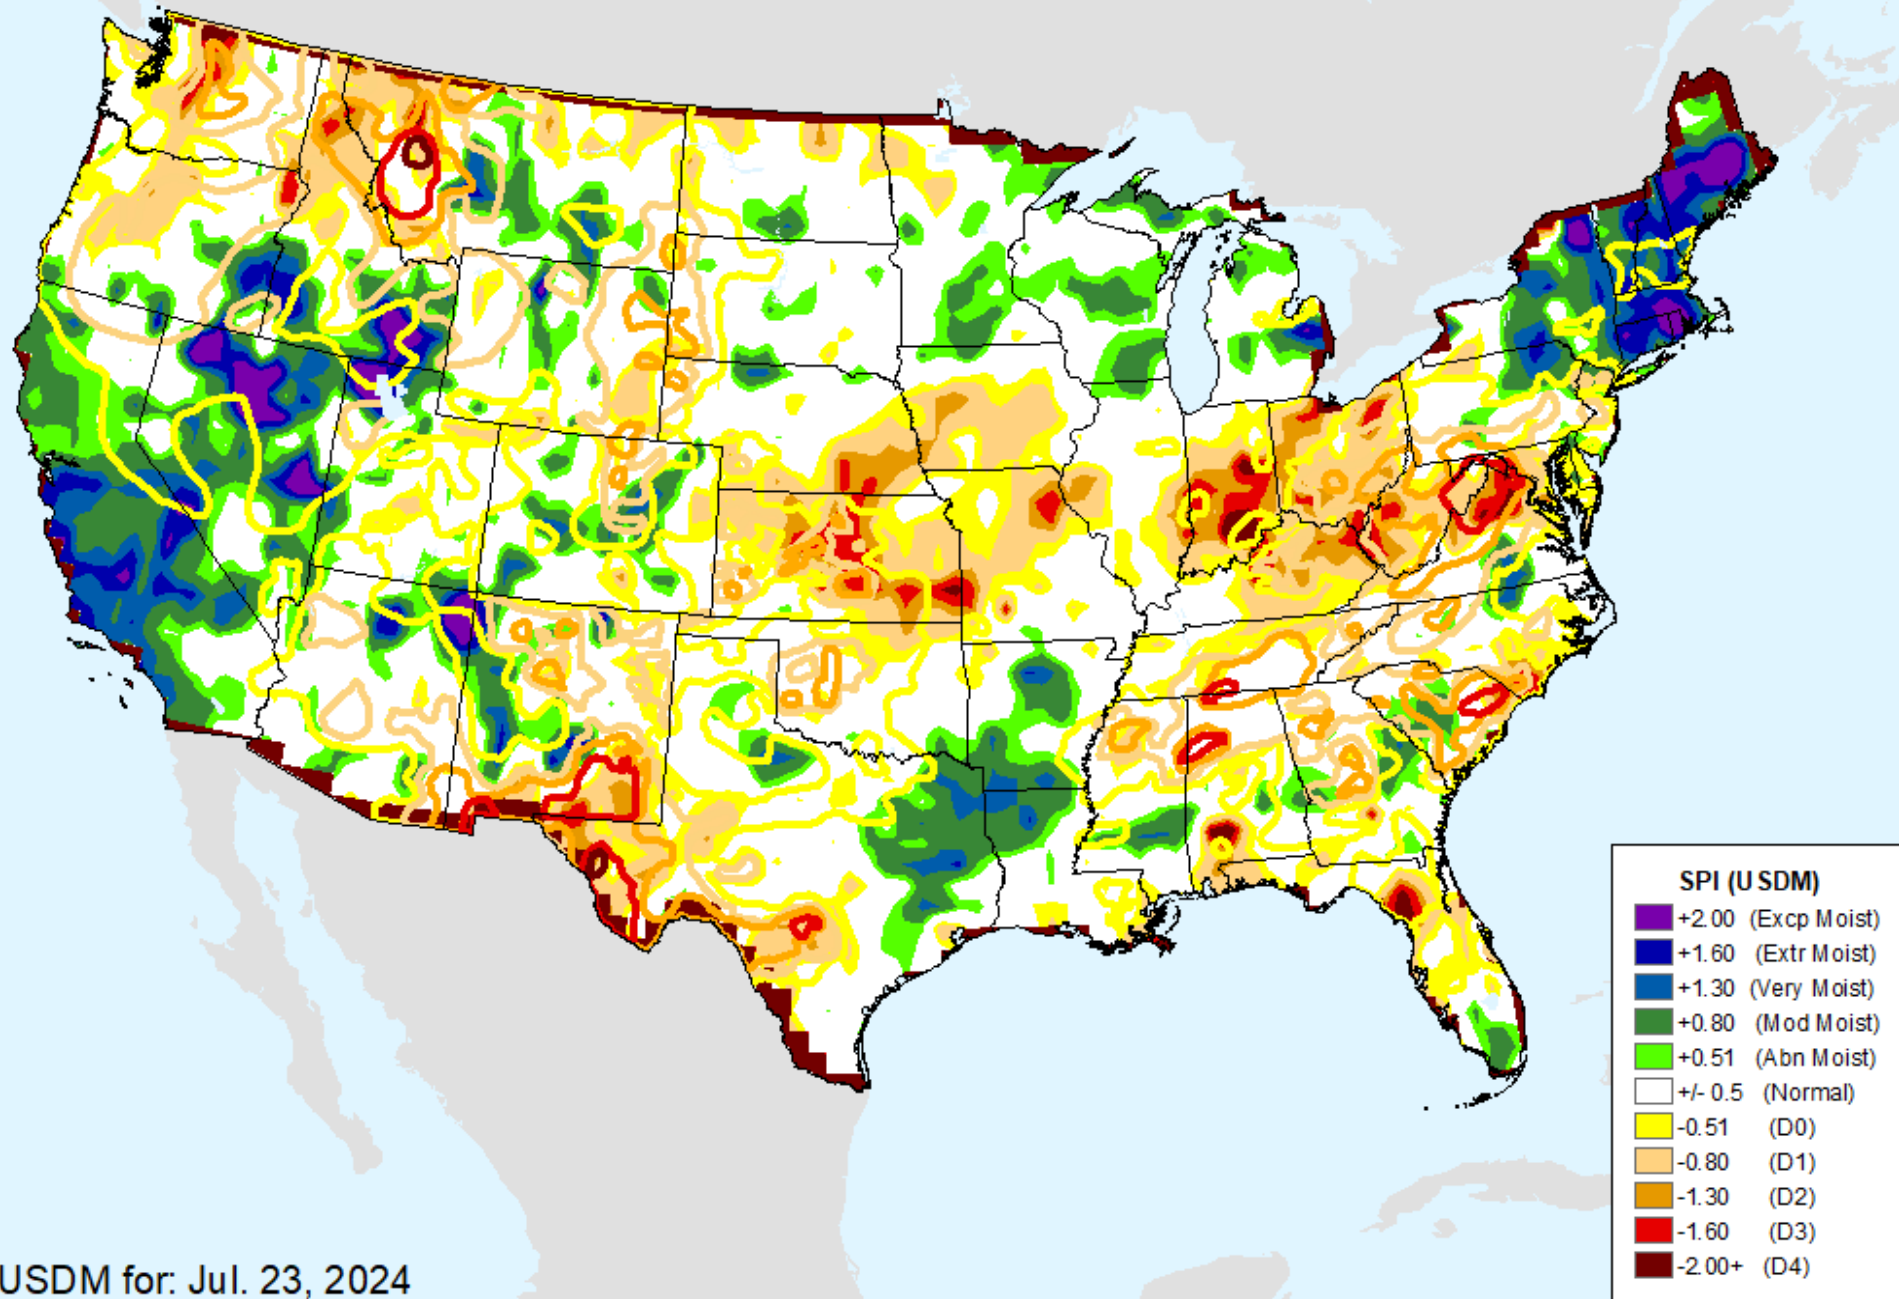 SPI (USDM)
+2.00 (Excp Moist)
+1.60 (Extr Moist)
+1.30 (Very Moist)
+0.80 (Mod Moist)
+0.51 (Abn Moist)
+/- 0.5 (Normal)
-0.51 (D0)
-0.80 (D1)
-1.30 (D2)
-1.60 (D3)
-2.00+ (D4)
USDM for: Jul. 23, 2024